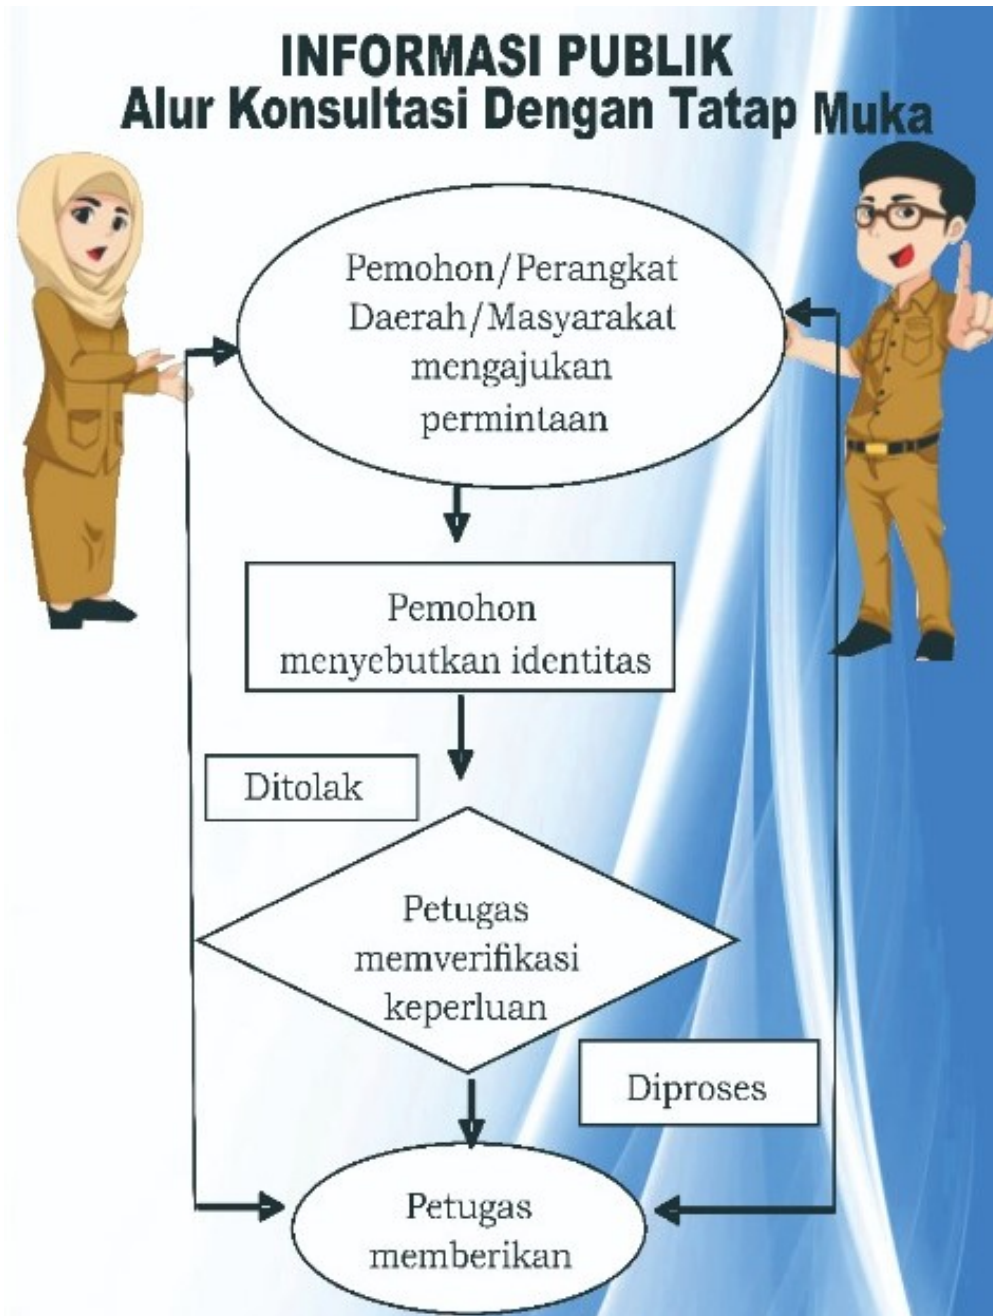 INFORMASI PUBLIK
Alur Konsultasi Dengan Tatap Muka
Pemohon/Perangkat
Daerah/Masyarakat
mengajukan
permintaan
Pemohon
menyebutkan identitas
Ditolak
Petugas
memverifikasi
keperluan
Diproses
Petugas
memberikan